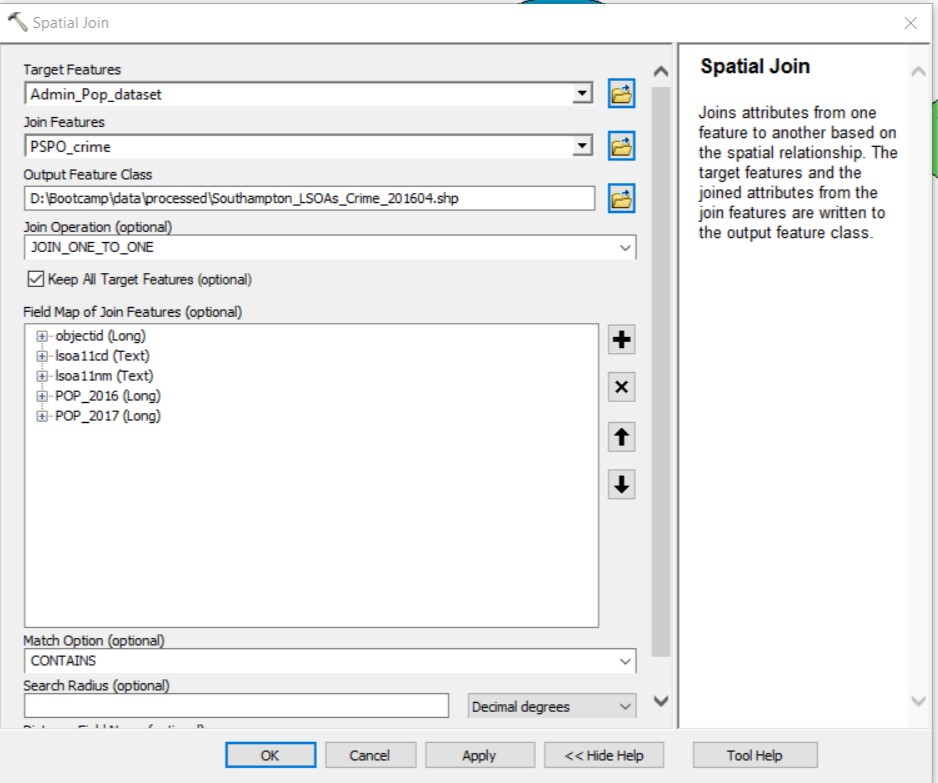 Spatial Join
Target Features
Admin_Pop_dataset
Join Features
PSPO_crime
Output Feature Class
D:\Bootcamp\data\processed\Southampton_LSOAs_Crime_201604.shp
Join Operation (optional)
JOIN_ONE_TO_ONE
Keep All Target Features (optional)
Field Map of Join Features (optional)
objectid (Long)
lsoa11cd (Text)
lsoa11nm (Text)
POP_2016 (Long)
POP_2017 (Long)
Match Option (optional)
CONTAINS
Search Radius (optional)
Decimal degrees
Spatial Join
Joins attributes from one
feature to another based on
the spatial relationship. The
target features and the
joined attributes from the
join features are written to
the output feature class.
OK
Cancel
Apply
<< Hide Help
Tool Help